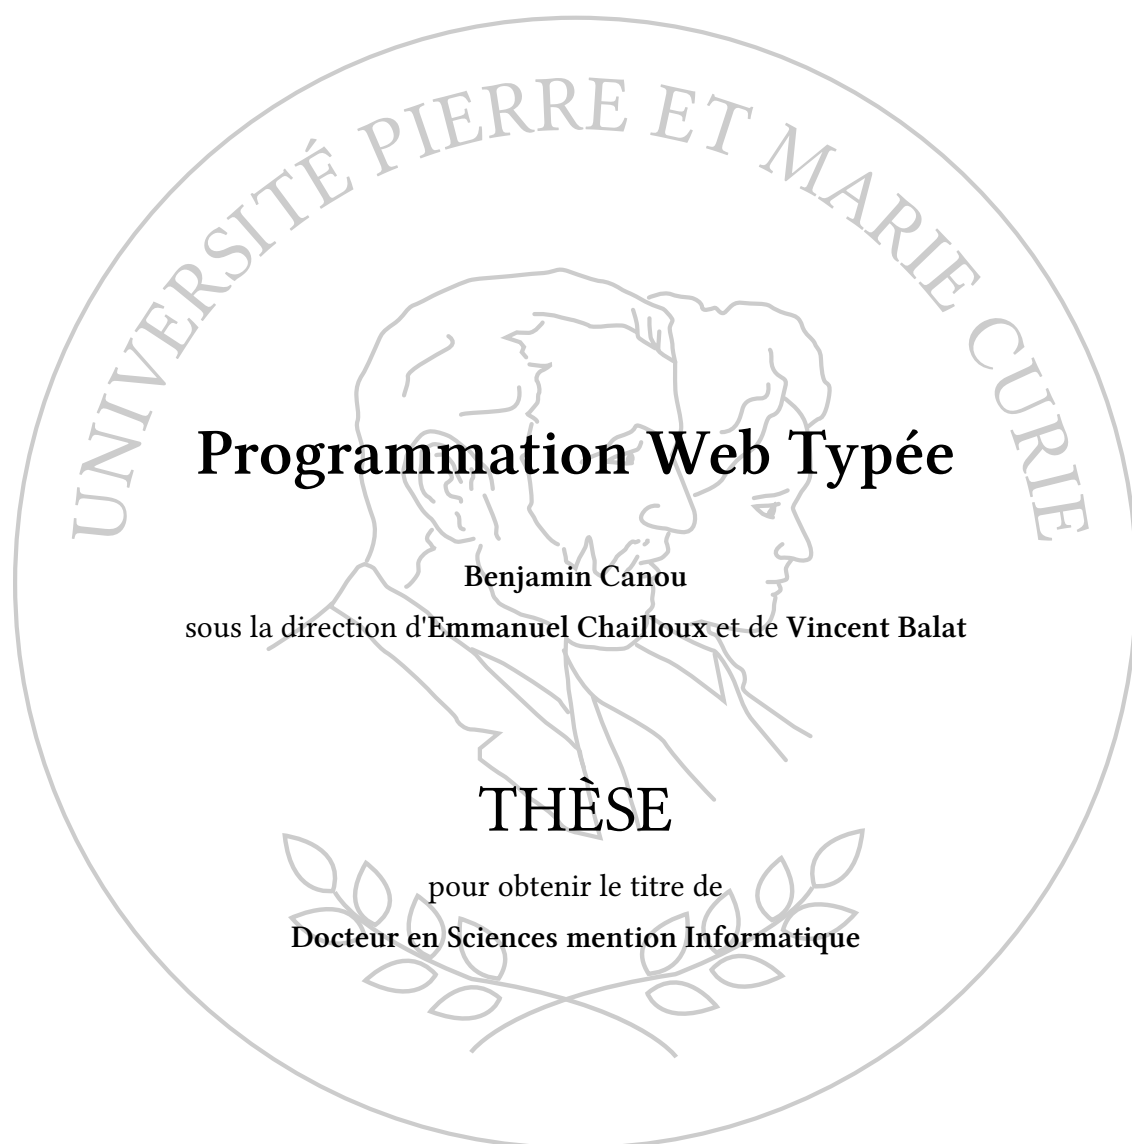 UNIVERSITÉ PIERRE ET MARIE CURIE
Programmation Web Typée
Benjamin Canou
sous la direction d'Emmanuel Chailloux et de Vincent Balat
THÈSE
pour obtenir le titre de
Docteur en Sciences mention Informatique